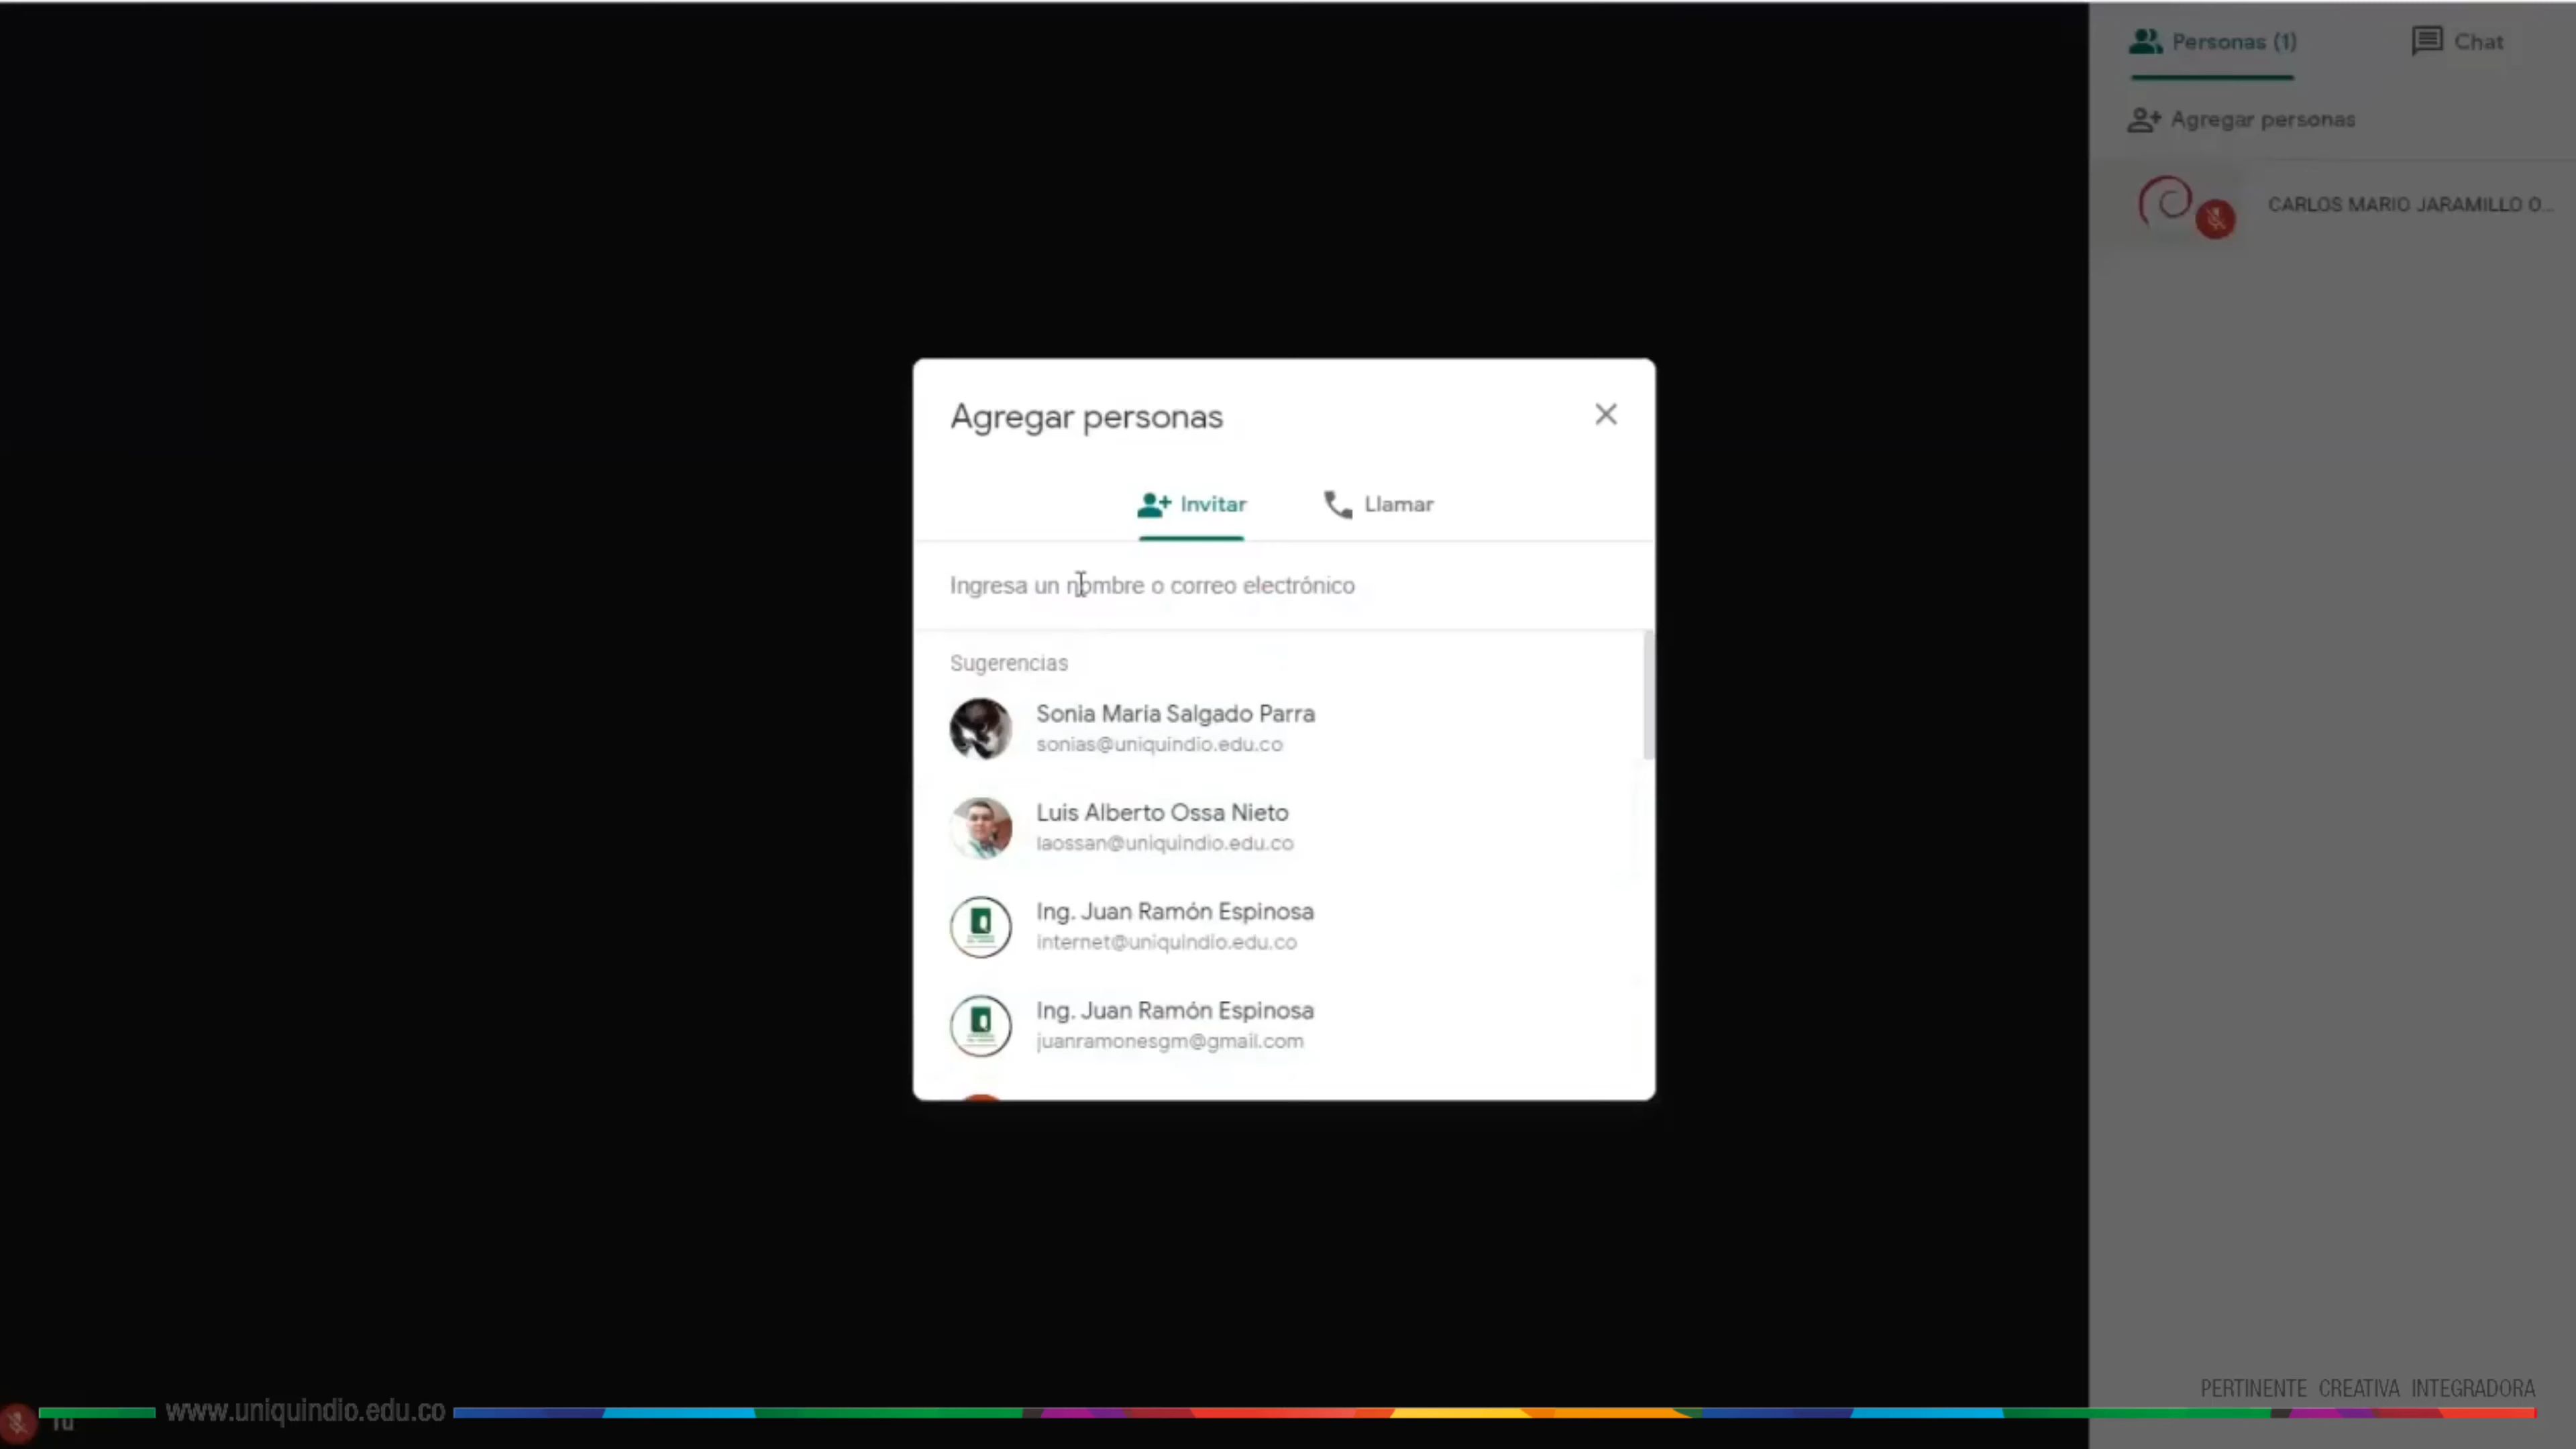 Personas (1)
Chat
Agregar personas
CARLOS MARIO JARAMILLO O...
Agregar personas
Invitar
Llamar
Ingresa un nombre o correo electrónico
Sugerencias
Sonia Maria Salgado Parra
sonias@uniquindio.edu.co
Luis Alberto Ossa Nieto
laossan@uniquindio.edu.co
Ing. Juan Ramón Espinosa
internet@uniquindio.edu.co
Ing. Juan Ramón Espinosa
juanramonesgm@gmail.com
PERTINENTE CREATIVA INTEGRADORA
www.uniquindio.edu.co